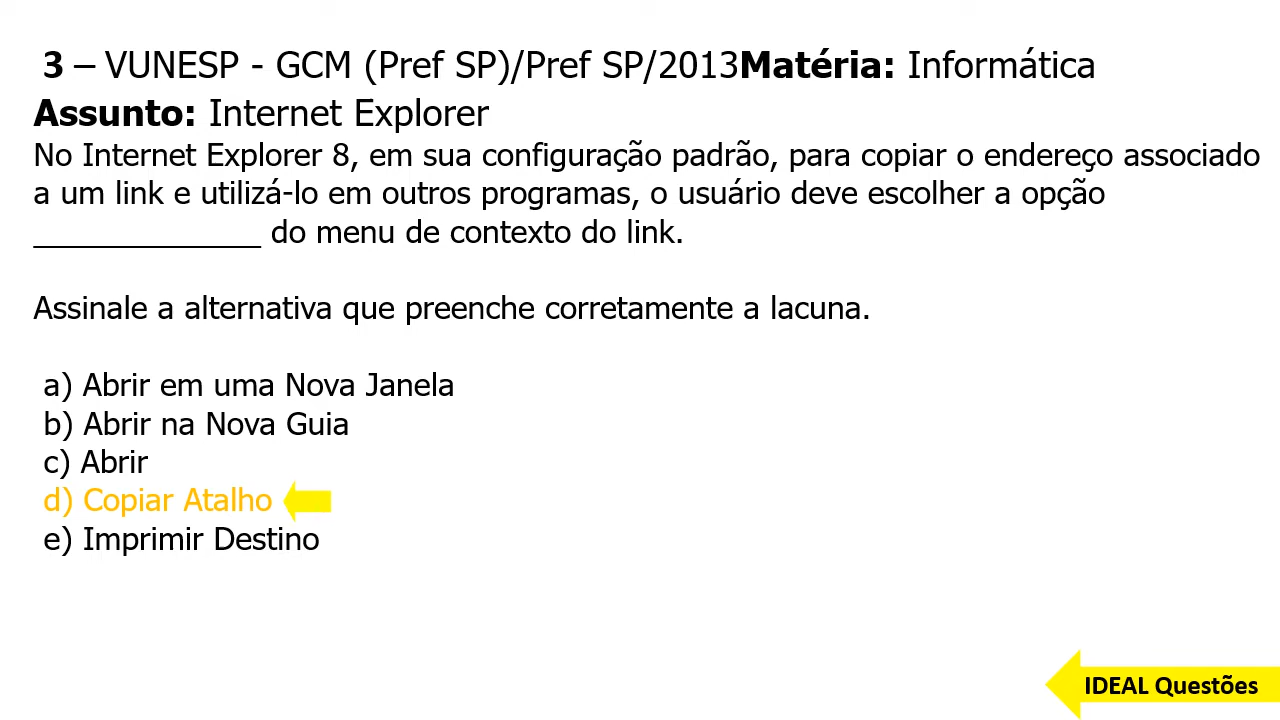 3 – VUNESP - GCM (Pref SP)/Pref SP/2013Matéria: Informática
Assunto: Internet Explorer
No Internet Explorer 8, em sua configuração padrão, para copiar o endereço associado
a um link e utilizá-lo em outros programas, o usuário deve escolher a opção
______________ do menu de contexto do link.
Assinale a alternativa que preenche corretamente a lacuna.
a) Abrir em uma Nova Janela
b) Abrir na Nova Guia
c) Abrir
d) Copiar Atalho
e) Imprimir Destino
IDEAL Questões